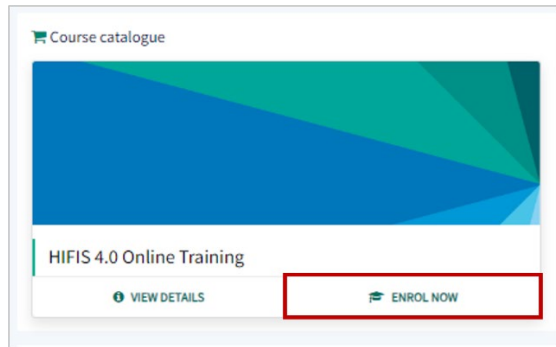 Course catalogue
HIFIS 4.0 Online Training
VIEW DETAILS ENROL NOW